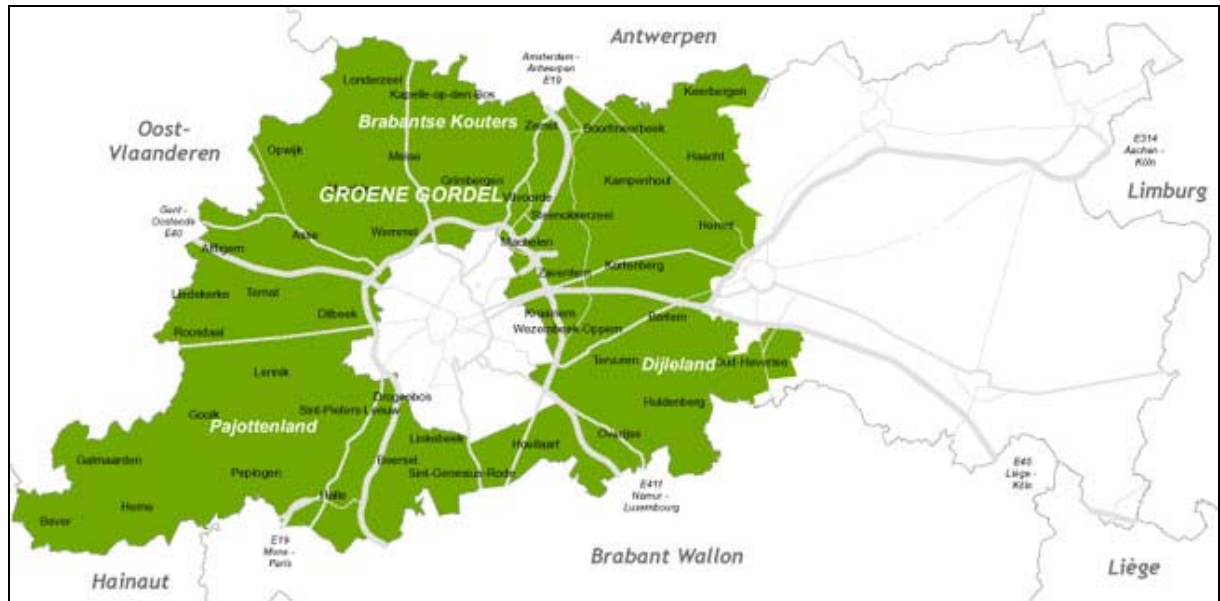 Antwerpen
Amsterdam -
Antwerpen
E19
Londerzeel
Kapelle-op-den Bos
Keerbergen
Brabantse Kouters
Zemst
Boortmeerbeek
Oost-
Vlaanderen
Opwijk
Meise
Haacht
E314
Aachen -
Köln
Grimbergen
Kampenhout
Limburg
GROENE GORDEL
Vilvoorde
Steenokkerzeel
Gent -
Oostende
E40
Asse
Wemmel
Herent
Machelen
Affligem
Zaventem
Kortenberg
Liedekerke
Ternat
Dilbeek
Kraainem
Bertem
Roosdaal
Wezembeek-Oppem
Tervuren
Dijleland
Oud-Heverlee
Lennik
Drogenbos
Huldenberg
Gooik
Sint-Pieters Leeuw
Pajottenland
Linkebeek
Hoeilaart
Overijse
Galmaarden
Pepingen
Beersel
Sint-Genesius-Rode
E40
Liège -
Köln
E411
Namur -
Luxembourg
Halle
Herne
Bever
E19
Mons -
Paris
Brabant Wallon
Hainaut
Liège